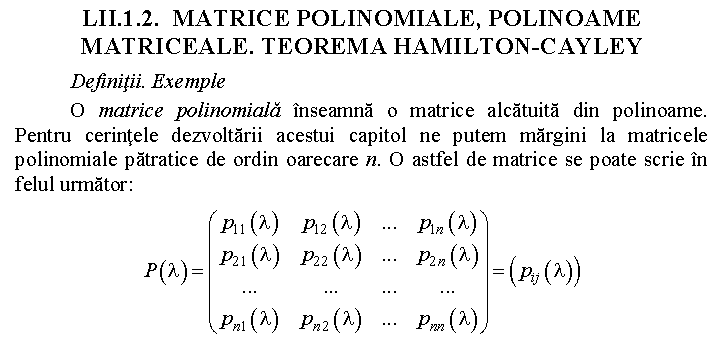 LII.1.2. MATRICE POLINOMIALE, POLINOAME
MATRICEALE. TEOREMA HAMILTON-CAYLEY
Definiţii. Exemple
O matrice polinomială înseamnă o matrice alcătuită din polinoame.
Pentru cerinţele dezvoltării acestui capitol ne putem mărgini la matricele
polinomiale pătratice de ordin oarecare n. O astfel de matrice se poate scrie în
felul următor:
p₁₁(λ) p₁₂(λ) ... p₁ₙ(λ)
p₂₁(λ) p₂₂(λ) ... p₂ₙ(λ)
P(λ) = ( ) = (pᵢⱼ(λ))
... ... ... ...
pₙ₁(λ) pₙ₂(λ) ... pₙₙ(λ)